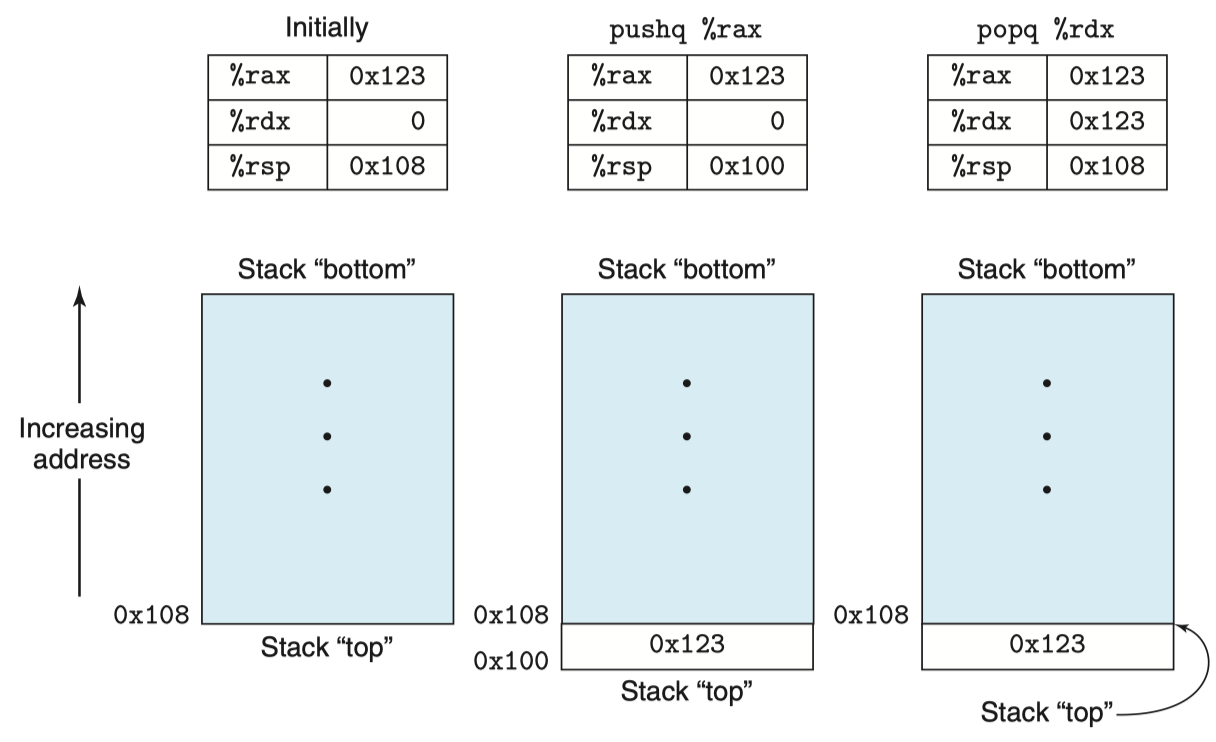 Initially
pushq %rax
popq %rdx
%rax 0x123
%rdx 0
%rsp 0x108
%rax 0x123
%rdx 0
%rsp 0x100
%rax 0x123
%rdx 0x123
%rsp 0x108
Stack “bottom”
Stack “bottom”
Stack “bottom”
Increasing
address
0x108
Stack “top”
0x108
0x123
0x100
Stack “top”
0x108
0x123
Stack “top”